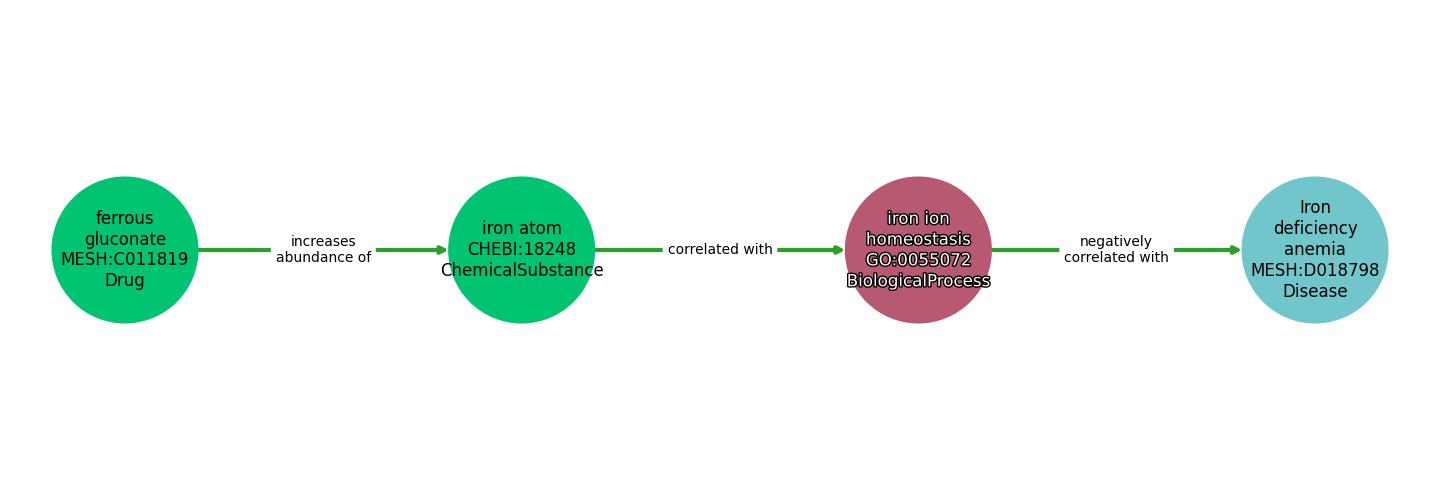 ferrous
gluconate
MESH:C011819
Drug
increases
abundance of
iron atom
CHEBI:18248
ChemicalSubstance
correlated with
iron ion
homeostasis
GO:0055072
BiologicalProcess
negatively
correlated with
Iron
deficiency
anemia
MESH:D018798
Disease